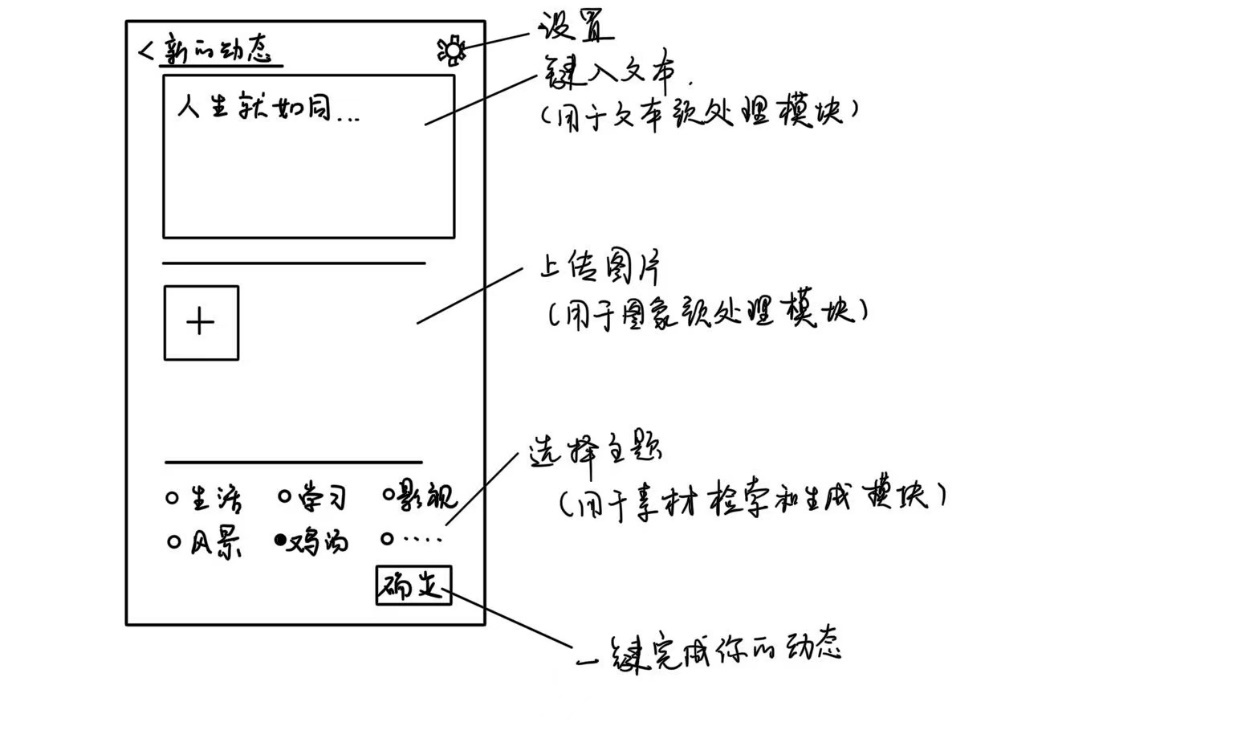 <新的动态
设置
键入文本.
(用于文本预处理模块)
人生就如同...
上传图片
(用于图象预处理模块)
+
选择主题
(用于素材检索和生成模块)
生活 学习 影视
风景 鸡汤 ....
确定
一键完成你的动态